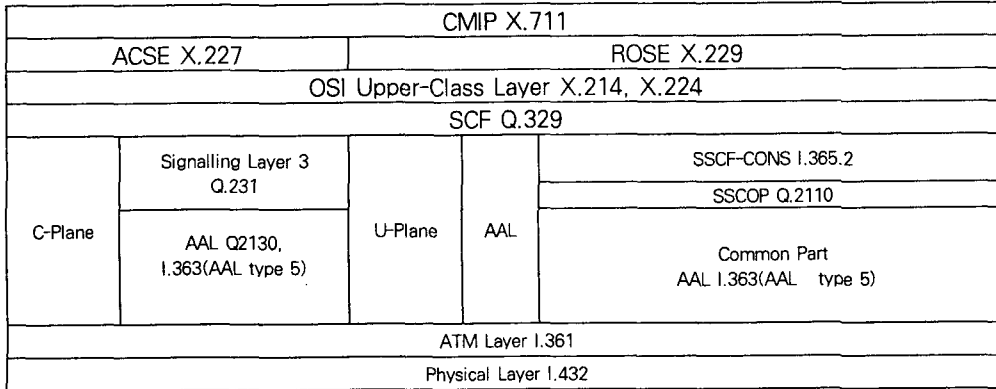 CMIP X.711
ACSE X.227
ROSE X.229
OSI Upper-Class Layer X.214, X.224
SCF Q.329
C-Plane
Signalling Layer 3
Q.231
AAL Q2130,
I.363(AAL type 5)
U-Plane
AAL
SSCF-CONS I.365.2
SSCOP Q.2110
Common Part
AAL I.363(AAL type 5)
ATM Layer I.361
Physical Layer I.432